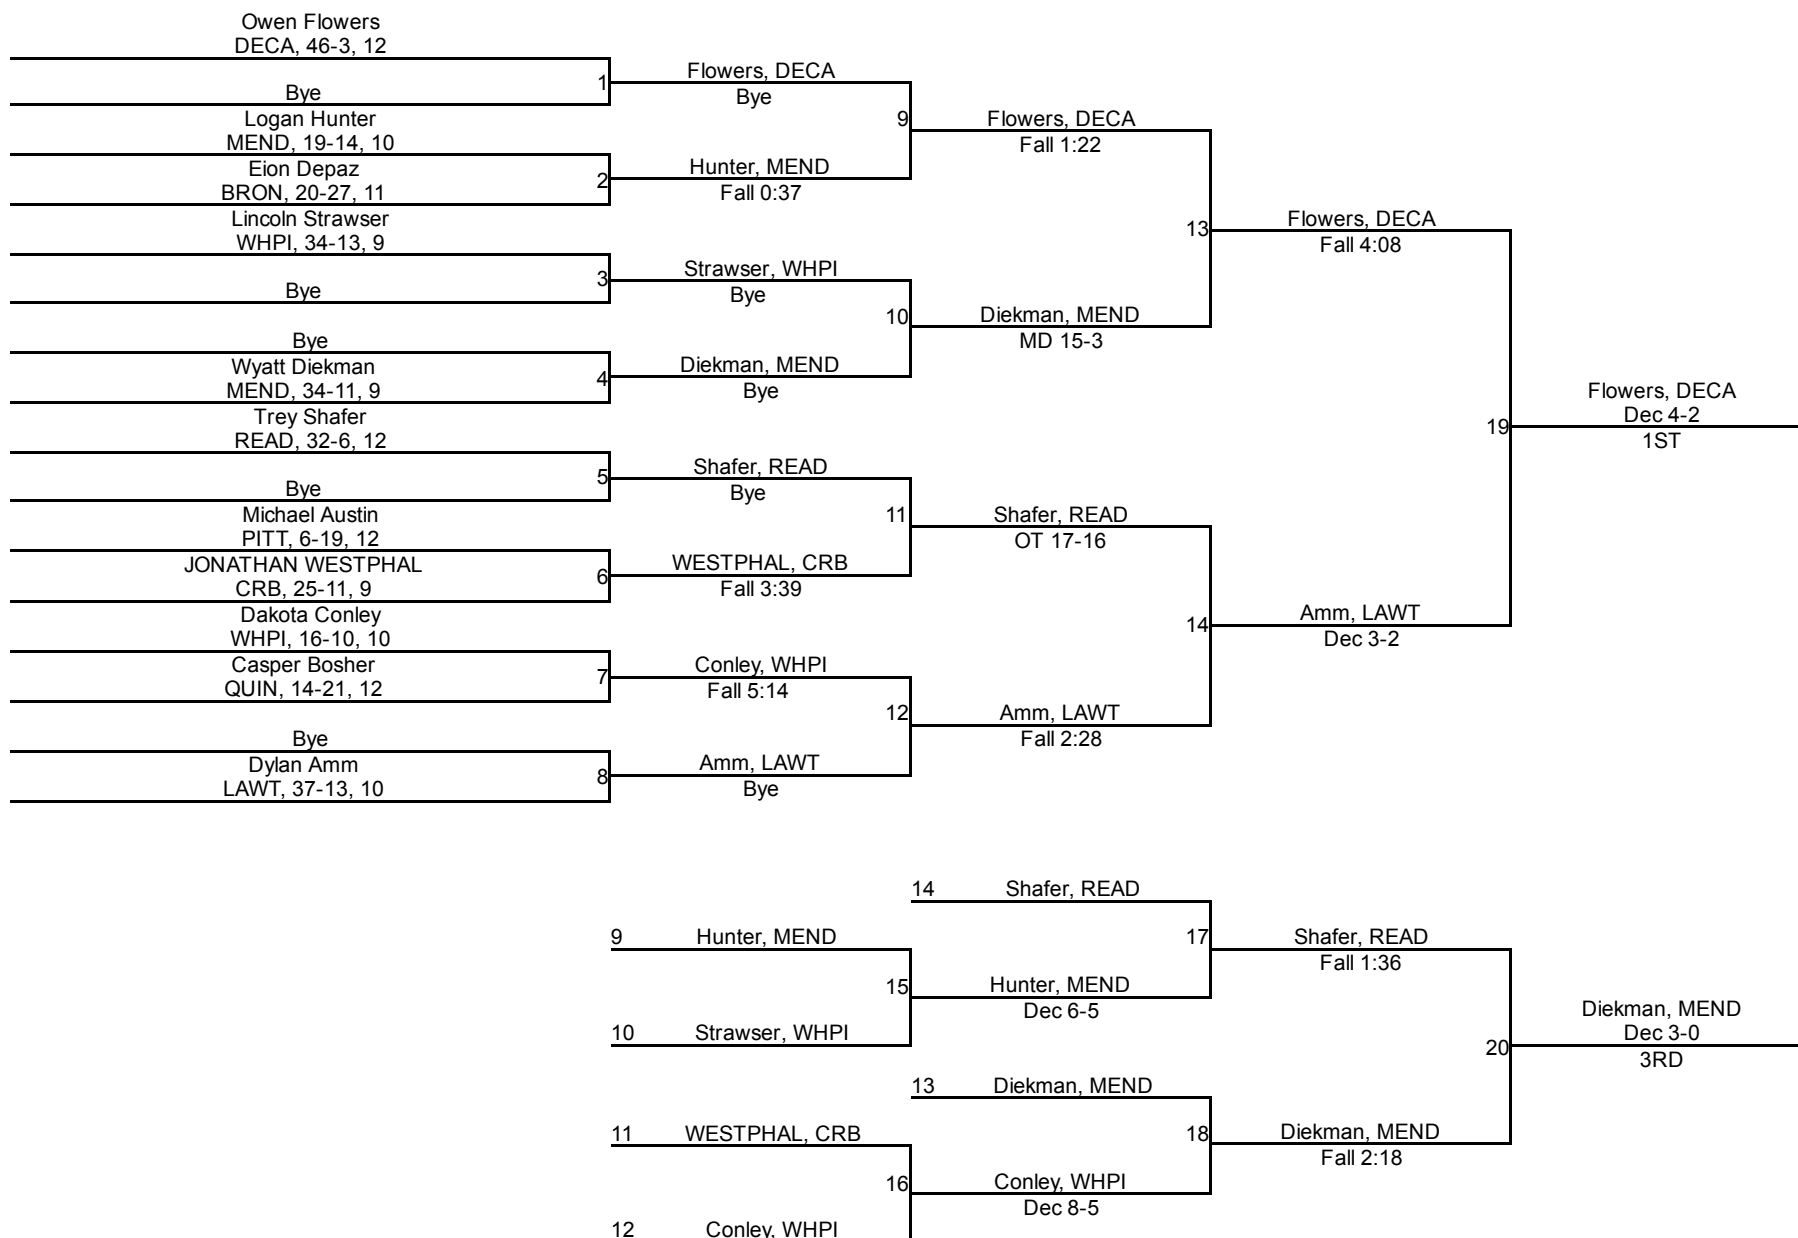 Owen Flowers
DECA, 46-3, 12
Bye
1
Logan Hunter
MEND, 19-14, 10
Eion Depaz
BRON, 20-27, 11
2
Lincoln Strawser
WHPI, 34-13, 9
Bye
3
Bye
Wyatt Diekman
MEND, 34-11, 9
4
Trey Shafer
READ, 32-6, 12
Bye
5
Michael Austin
PITT, 6-19, 12
JONATHAN WESTPHAL
CRB, 25-11, 9
6
Dakota Conley
WHPI, 16-10, 10
Casper Bosher
QUIN, 14-21, 12
7
Bye
Dylan Amm
LAWT, 37-13, 10
8
Flowers, DECA
Bye
9
Hunter, MEND
Fall 0:37
Strawser, WHPI
Bye
10
Diekman, MEND
Bye
Shafer, READ
Bye
11
WESTPHAL, CRB
Fall 3:39
Conley, WHPI
Fall 5:14
12
Amm, LAWT
Bye
Flowers, DECA
Fall 1:22
13
Diekman, MEND
MD 15-3
Shafer, READ
OT 17-16
14
Amm, LAWT
Fall 2:28
Flowers, DECA
Fall 4:08
19
Amm, LAWT
Dec 3-2
Flowers, DECA
Dec 4-2
1ST
9 Hunter, MEND
15
10 Strawser, WHPI
11 WESTPHAL, CRB
16
12 Conley, WHPI
14 Shafer, READ
17
Hunter, MEND
Dec 6-5
13 Diekman, MEND
18
Conley, WHPI
Dec 8-5
Shafer, READ
Fall 1:36
20
Diekman, MEND
Fall 2:18
Diekman, MEND
Dec 3-0
3RD